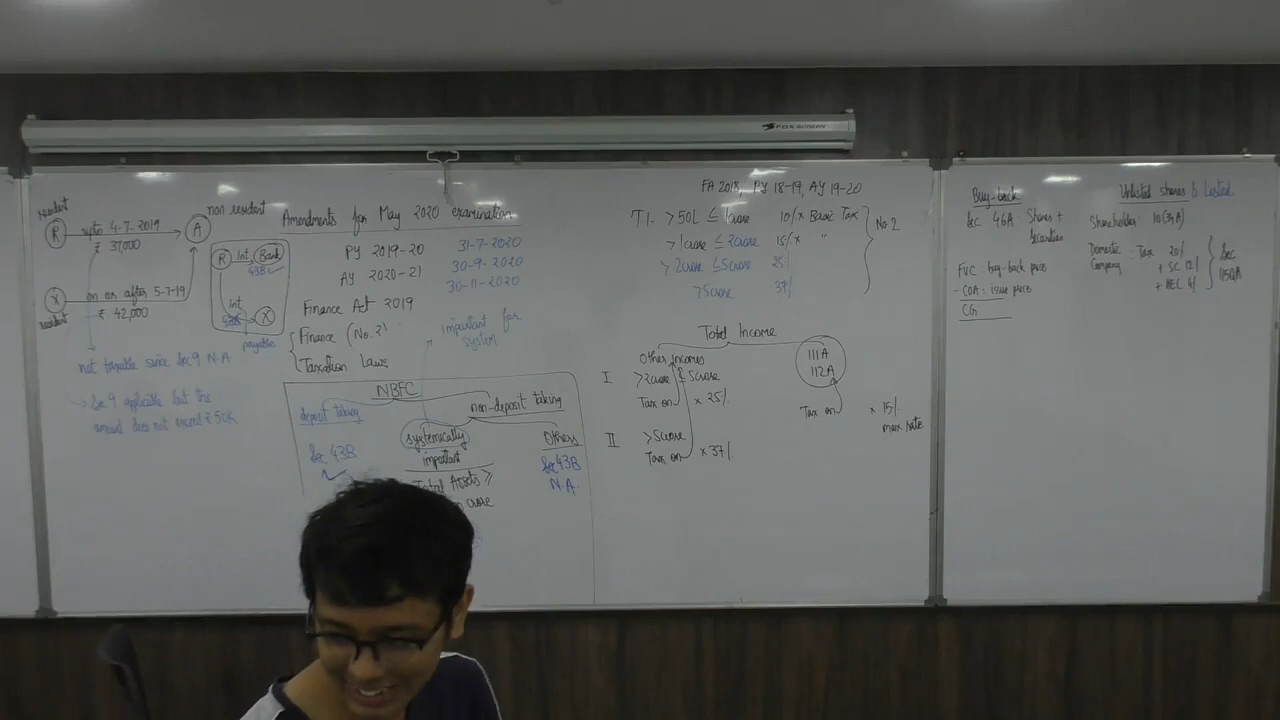 FOXSCREEN
resident
R
upto 4-7-2019
₹ 37,000
A
non resident
X
resident
on or after 5-7-19
₹ 42,000
R
Int
Bank
43B ✓
Int
43B
X
payable
not taxable since Sec 9 N.A
Sec 9 applicable but the
amount does not exceed ₹ 50K
Amendments for May 2020 examination
PY 2019-20
AY 2020-21
31-7-2020
30-9-2020
30-11-2020
Finance Act 2019
Finance (No.2)
Taxation Laws
important for
system
NBFC
deposit taking
Sec 43B
✓
non-deposit taking
systemically
important
Total Assets ≥
crore
Others
Sec 43B
N.A.
FA 2018, PY 18-19, AY 19-20
T.I. > 50L ≤ 1crore 10% x Basic Tax
> 1crore ≤ 2crore 15% x "
> 2crore ≤ 5crore 25%
> 5crore 37%
No.2
Total Income
Other incomes
I > 2crore ≤ 5crore
Tax on x 25%
II > 5crore
Tax on x 37%
111A
112A
Tax on x 15%
max rate
Buy-back
Sec 46A Shares +
Securities
FVC buy-back price
- COA : issue price
CG
Unlisted shares & Listed
Shareholder 10(34A)
Domestic
Company : Tax 20%
+ SC 12%
+ HEC 4%
Sec
115QA